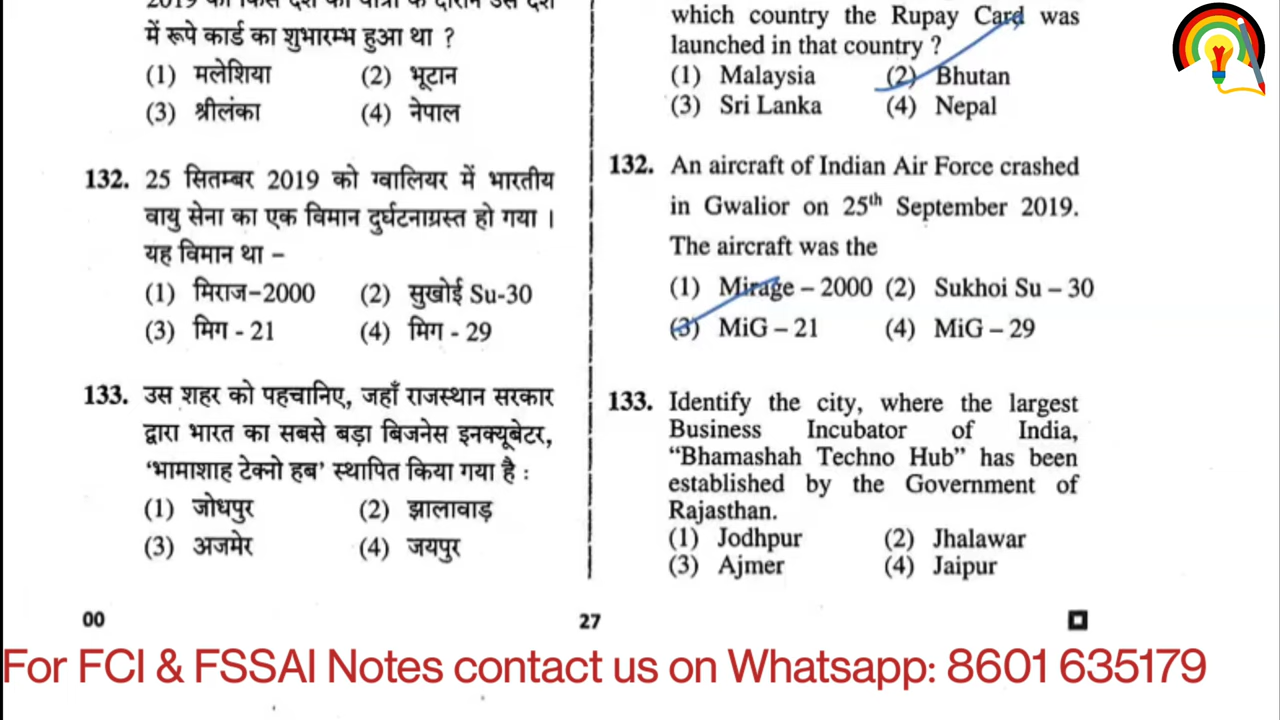 में रूपे कार्ड का शुभारम्भ हुआ था ?
(1) मलेशिया (2) भूटान
(3) श्रीलंका (4) नेपाल
132. 25 सितम्बर 2019 को ग्वालियर में भारतीय
वायु सेना का एक विमान दुर्घटनाग्रस्त हो गया ।
यह विमान था –
(1) मिराज–2000 (2) सुखोई Su-30
(3) मिग - 21 (4) मिग - 29
133. उस शहर को पहचानिए, जहाँ राजस्थान सरकार
द्वारा भारत का सबसे बड़ा बिजनेस इनक्यूबेटर,
‘भामाशाह टेक्नो हब’ स्थापित किया गया है :
(1) जोधपुर (2) झालावाड़
(3) अजमेर (4) जयपुर
which country the Rupay Card was
launched in that country ?
(1) Malaysia (2) Bhutan
(3) Sri Lanka (4) Nepal
132. An aircraft of Indian Air Force crashed
in Gwalior on 25th September 2019.
The aircraft was the
(1) Mirage – 2000 (2) Sukhoi Su – 30
(3) MiG – 21 (4) MiG – 29
133. Identify the city, where the largest
Business Incubator of India,
“Bhamashah Techno Hub” has been
established by the Government of
Rajasthan.
(1) Jodhpur (2) Jhalawar
(3) Ajmer (4) Jaipur
00 27
For FCI & FSSAI Notes contact us on Whatsapp: 8601 635179